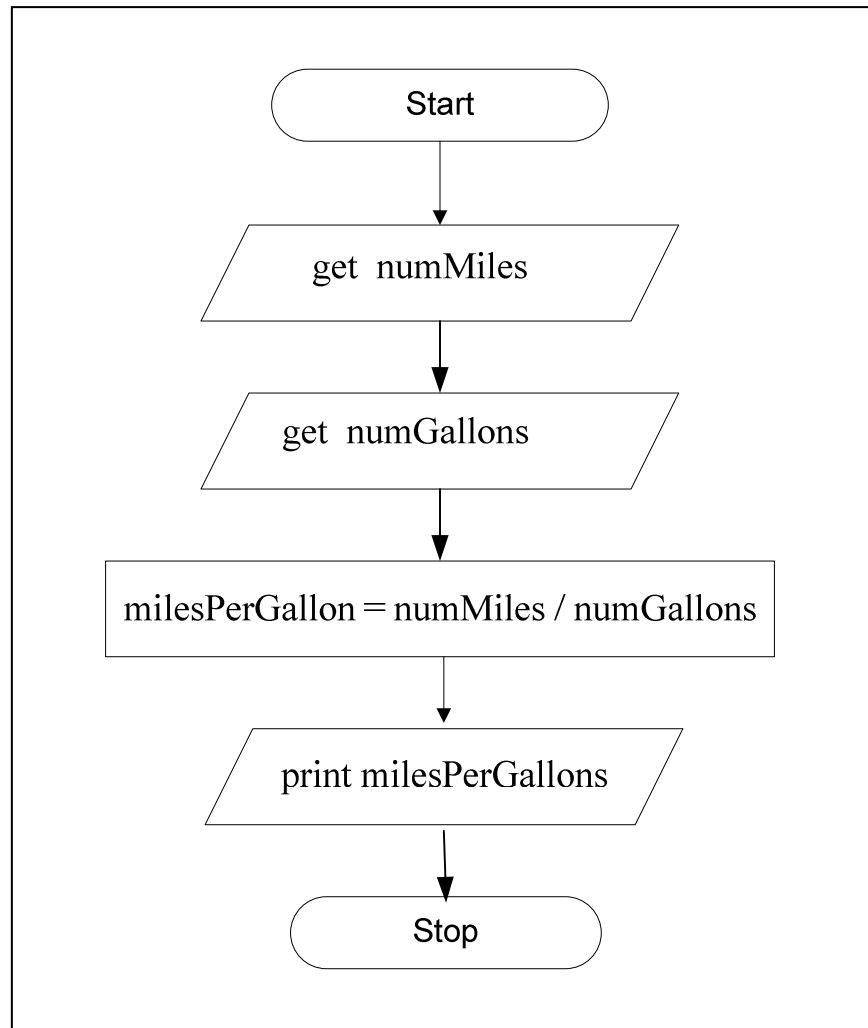 Start
get numMiles
get numGallons
milesPerGallon = numMiles / numGallons
print milesPerGallons
Stop